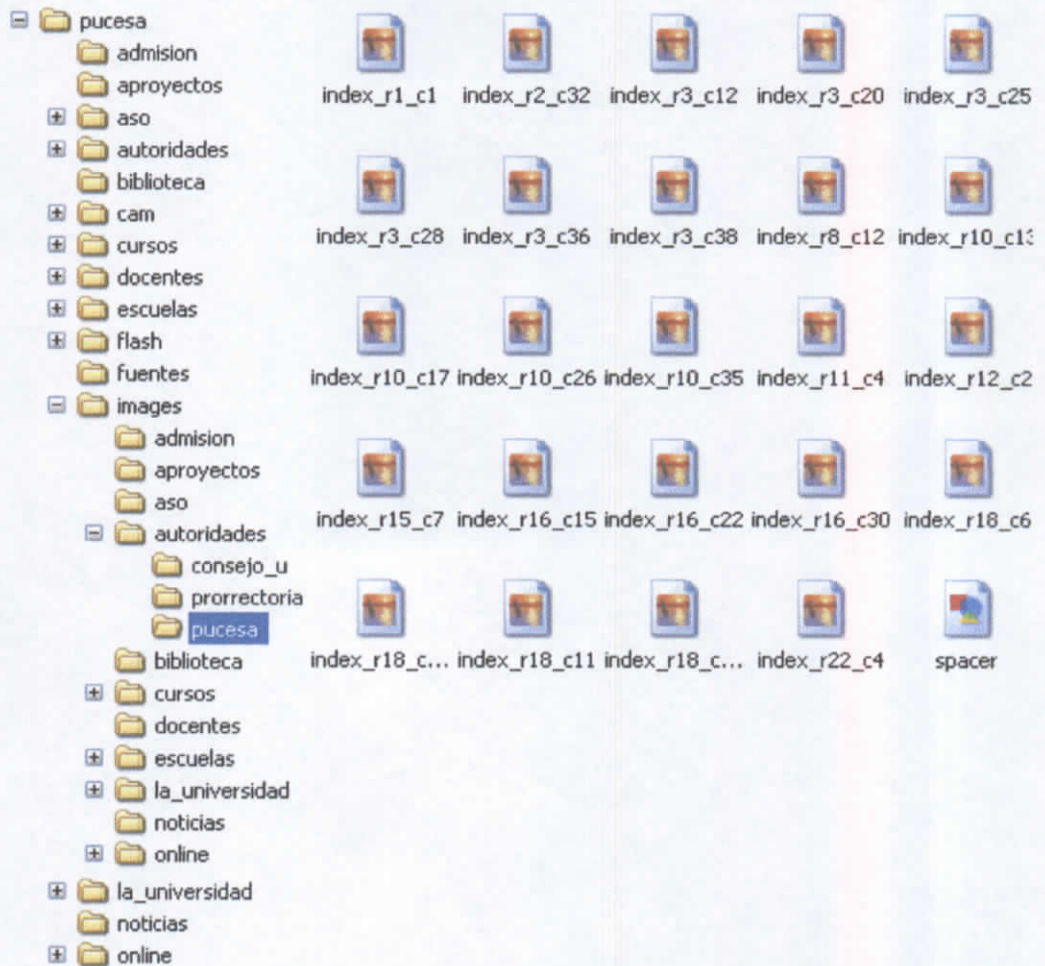 pucesa
admision
aproyectos
aso
autoridades
biblioteca
cam
cursos
docentes
escuelas
flash
fuentes
images
admision
aproyectos
aso
autoridades
consejo_u
prorrectoria
pucesa
biblioteca
cursos
docentes
escuelas
la_universidad
noticias
online
la_universidad
noticias
online
index_r1_c1 index_r2_c32 index_r3_c12 index_r3_c20 index_r3_c25
index_r3_c28 index_r3_c36 index_r3_c38 index_r8_c12 index_r10_c13
index_r10_c17 index_r10_c26 index_r10_c35 index_r11_c4 index_r12_c2
index_r15_c7 index_r16_c15 index_r16_c22 index_r16_c30 index_r18_c6
index_r18_c... index_r18_c11 index_r18_c... index_r22_c4 spacer